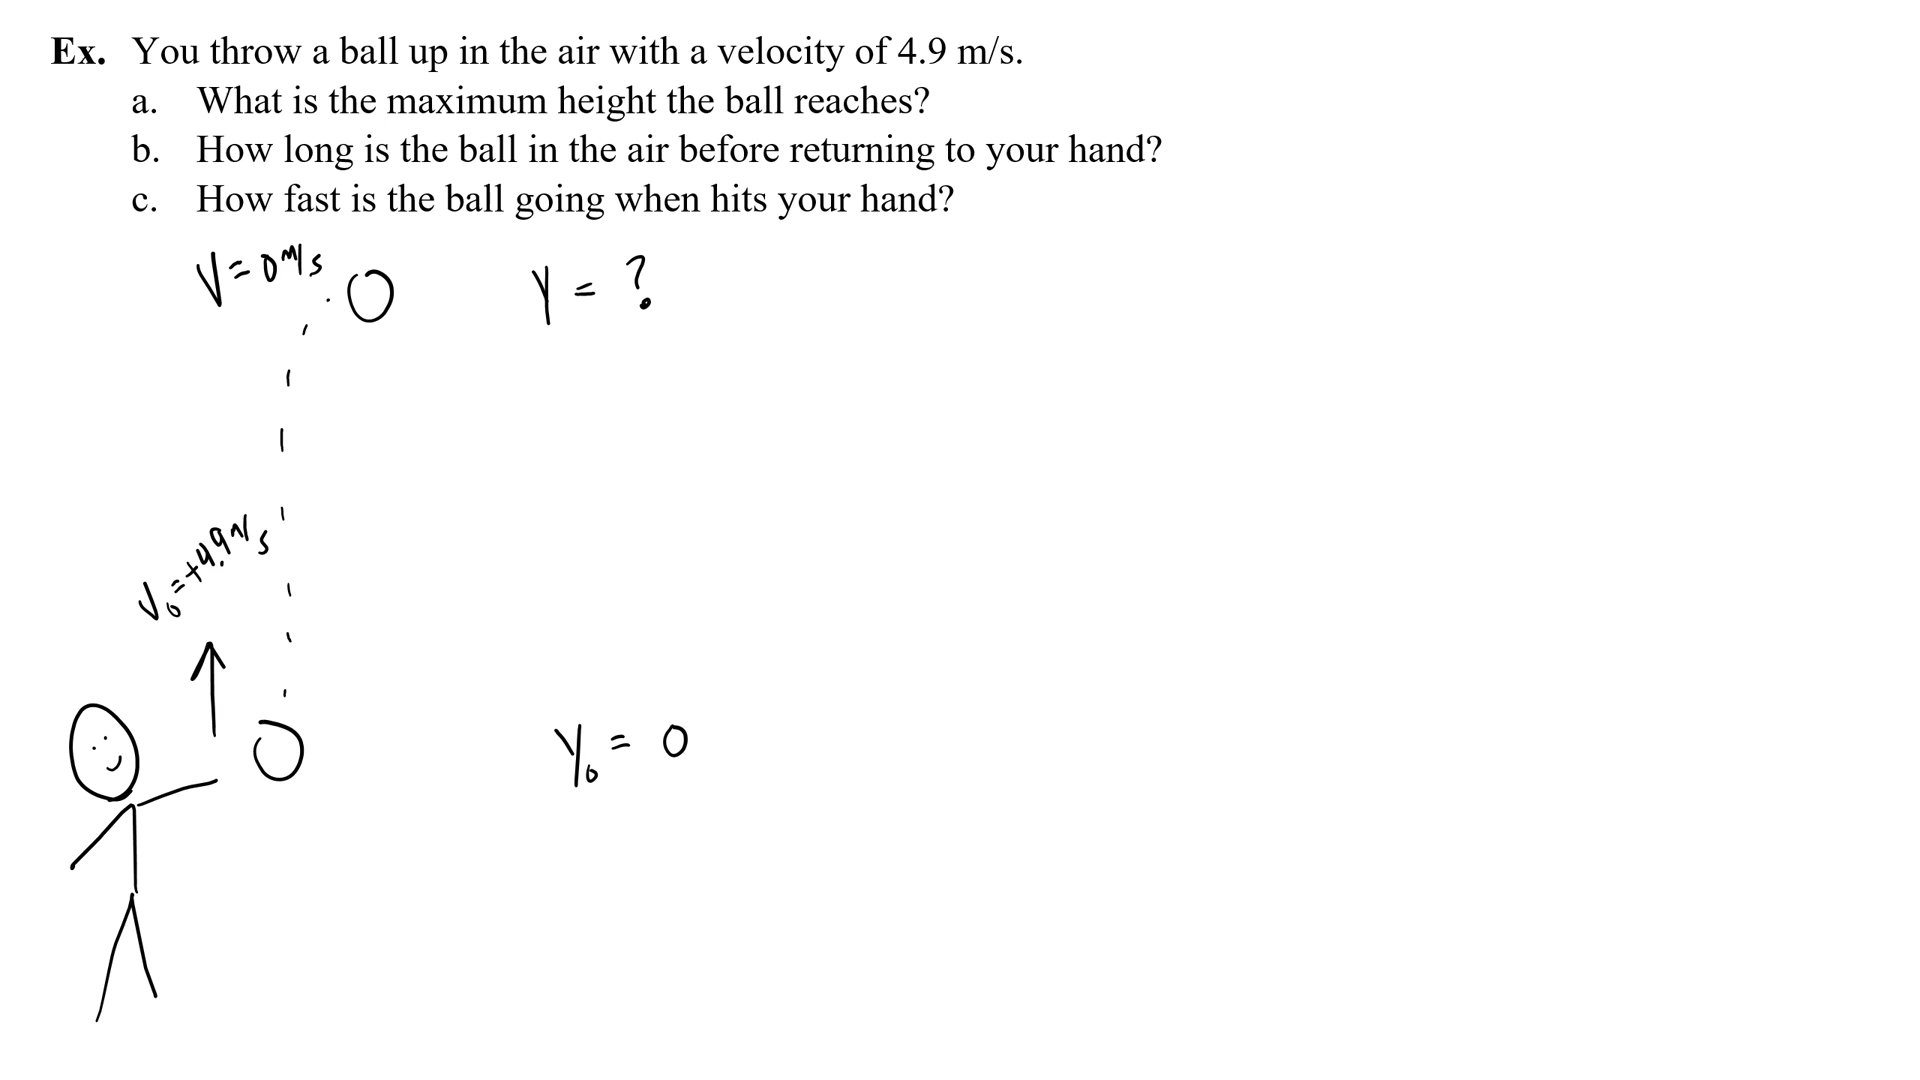 Ex. You throw a ball up in the air with a velocity of 4.9 m/s.
a. What is the maximum height the ball reaches?
b. How long is the ball in the air before returning to your hand?
c. How fast is the ball going when hits your hand?
V = 0 m/s
Y = ?
V₀ = +4.9 m/s
Y₀ = 0